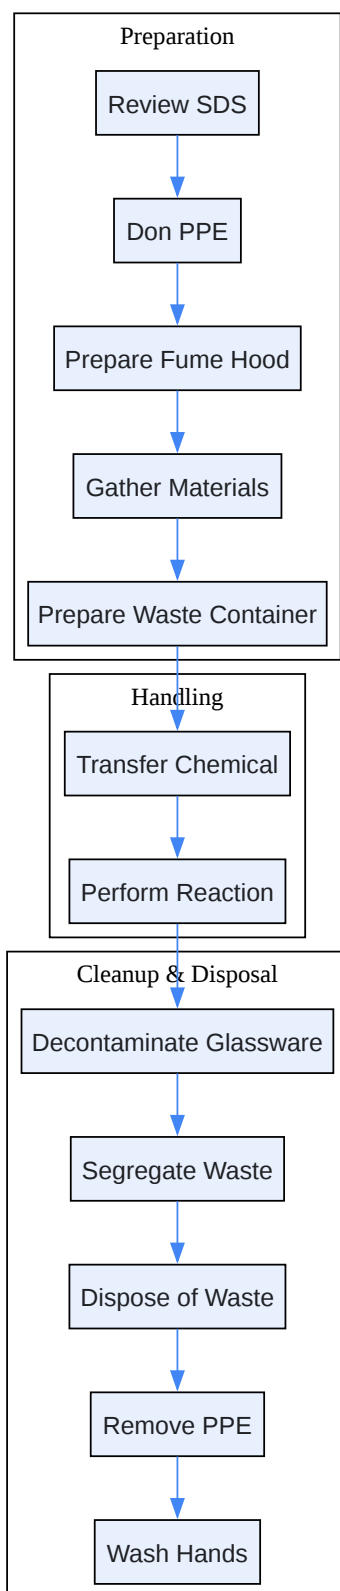 Preparation
Review SDS
Don PPE
Prepare Fume Hood
Gather Materials
Prepare Waste Container
Handling
Transfer Chemical
Perform Reaction
Cleanup & Disposal
Decontaminate Glassware
Segregate Waste
Dispose of Waste
Remove PPE
Wash Hands